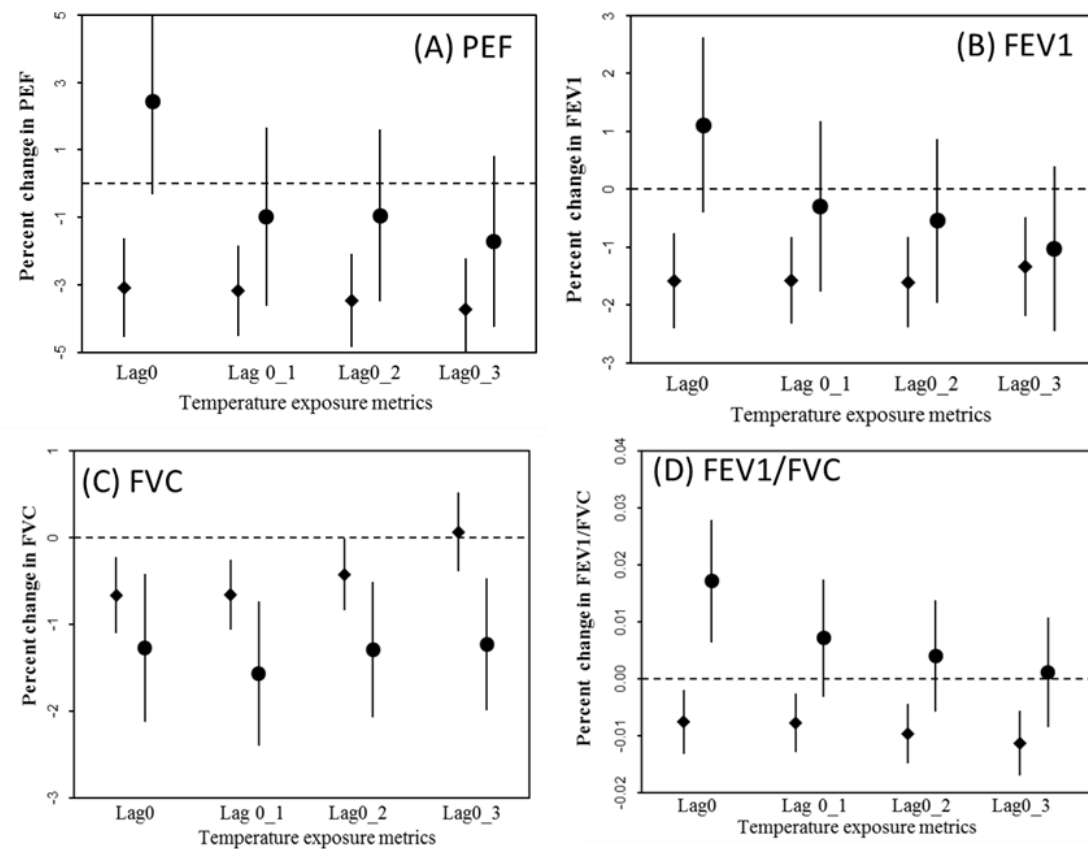 (A) PEF
Percent change in PEF
5
3
1
-1
-3
-5
Lag0 Lag 0_1 Lag0_2 Lag0_3
Temperature exposure metrics
(B) FEV1
Percent change in FEV1
3
2
1
0
-1
-2
-3
Lag0 Lag 0_1 Lag0_2 Lag0_3
Temperature exposure metrics
(C) FVC
Percent change in FVC
1
0
-1
-2
-3
Lag0 Lag 0_1 Lag0_2 Lag0_3
Temperature exposure metrics
(D) FEV1/FVC
Percent change in FEV1/FVC
0.04
0.03
0.02
0.01
0.00
-0.01
-0.02
Lag0 Lag 0_1 Lag0_2 Lag0_3
Temperature exposure metrics